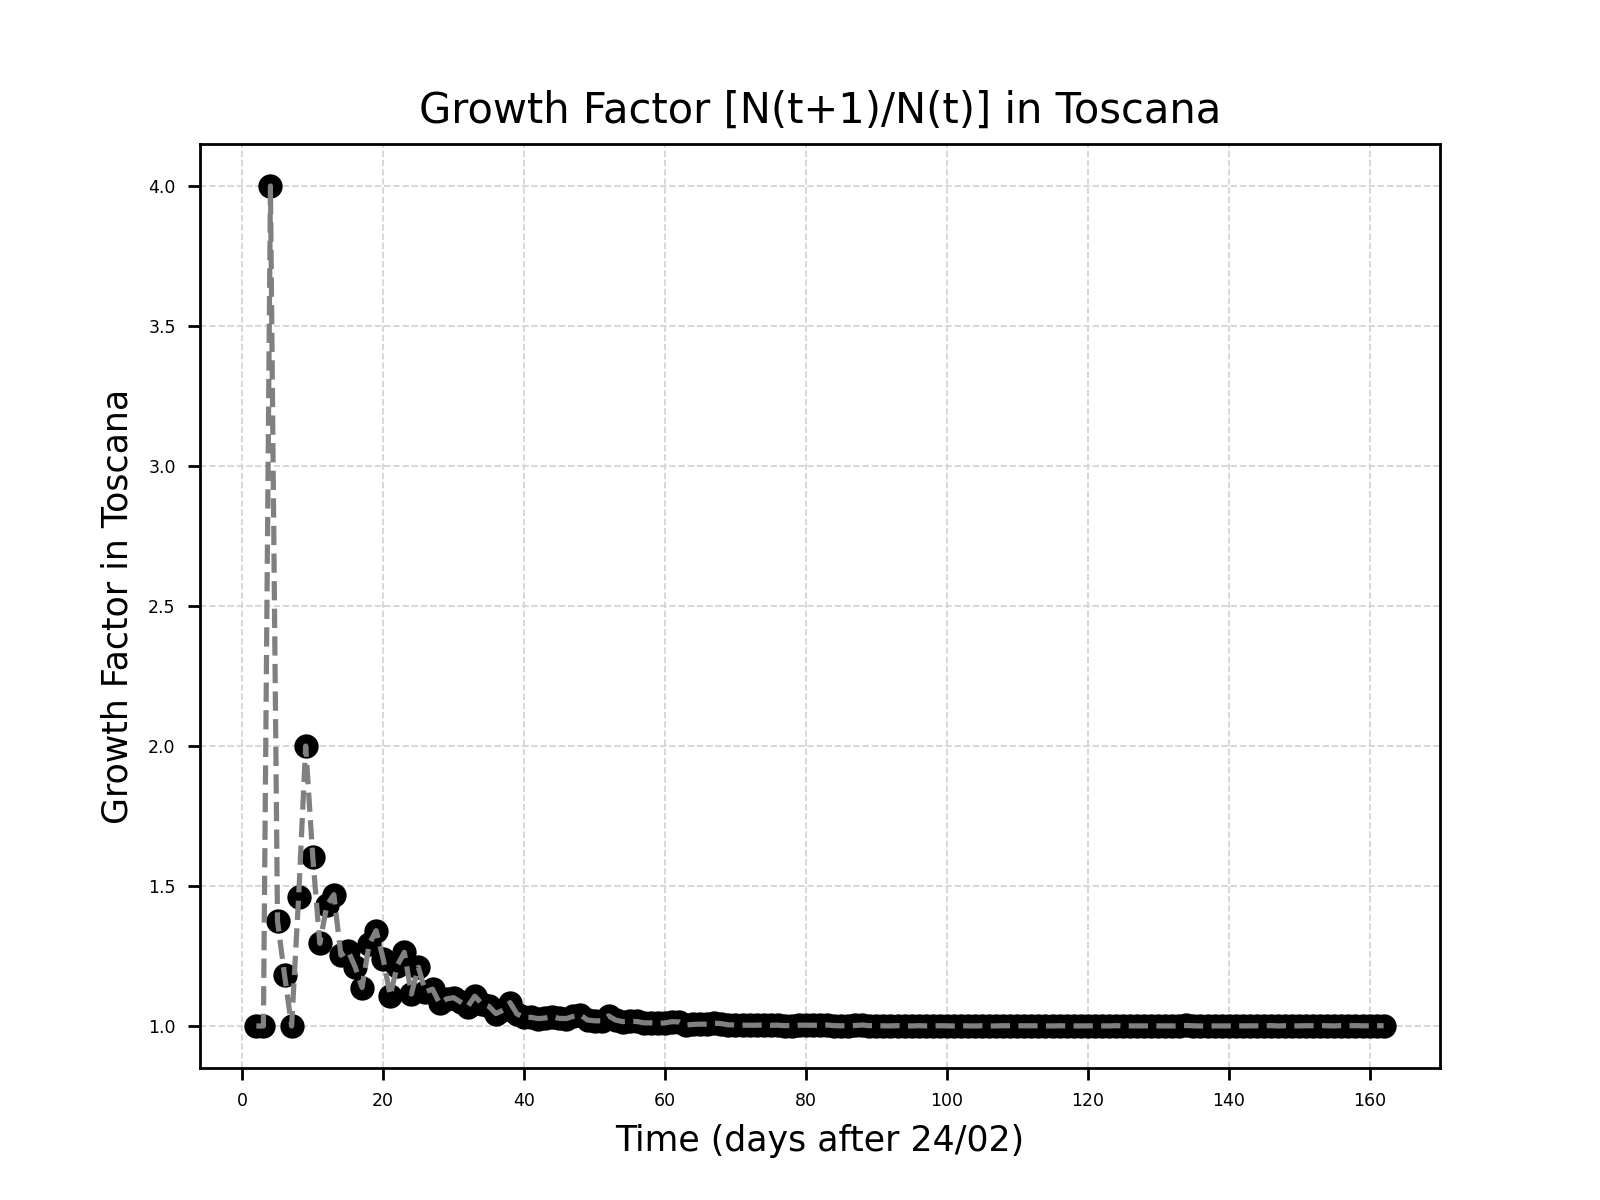 Growth Factor [N(t+1)/N(t)] in Toscana
Growth Factor in Toscana
4.0
3.5
3.0
2.5
2.0
1.5
1.0
0 20 40 60 80 100 120 140 160
Time (days after 24/02)